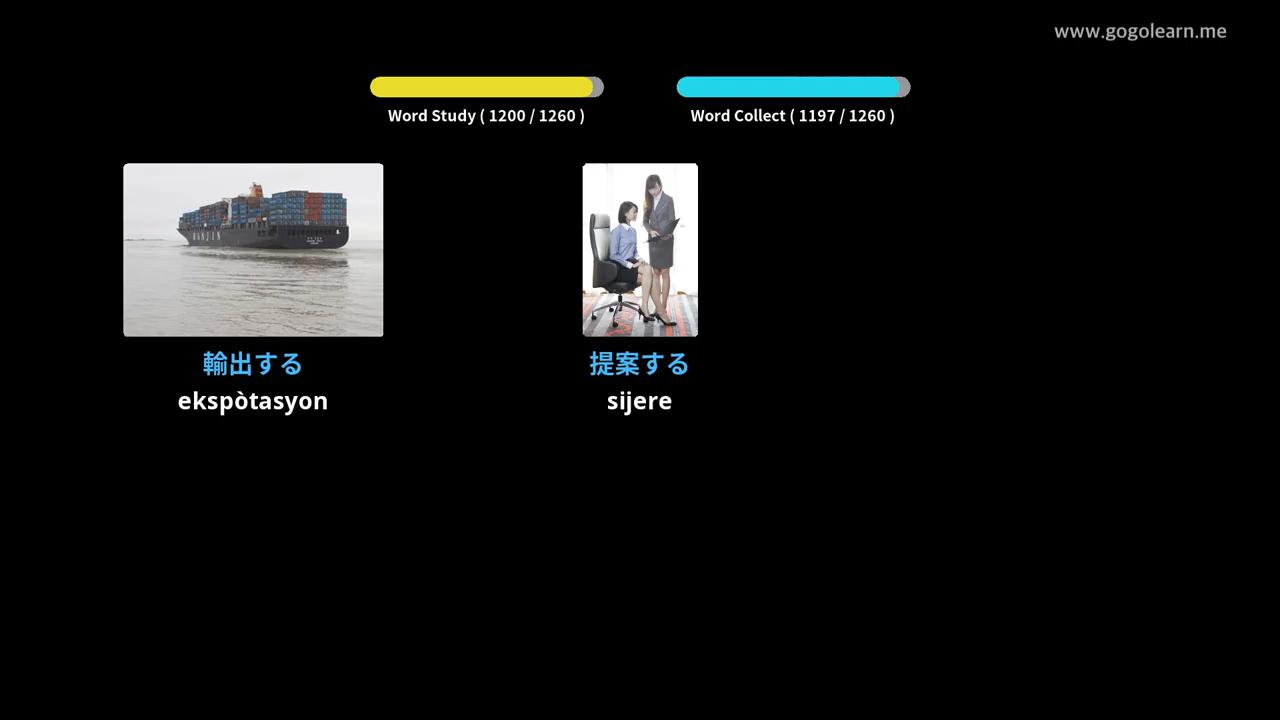 www.gogolearn.me
Word Study ( 1200 / 1260 )
Word Collect ( 1197 / 1260 )
HANJIN
輸出する
提案する
ekspòtasyon
sijere